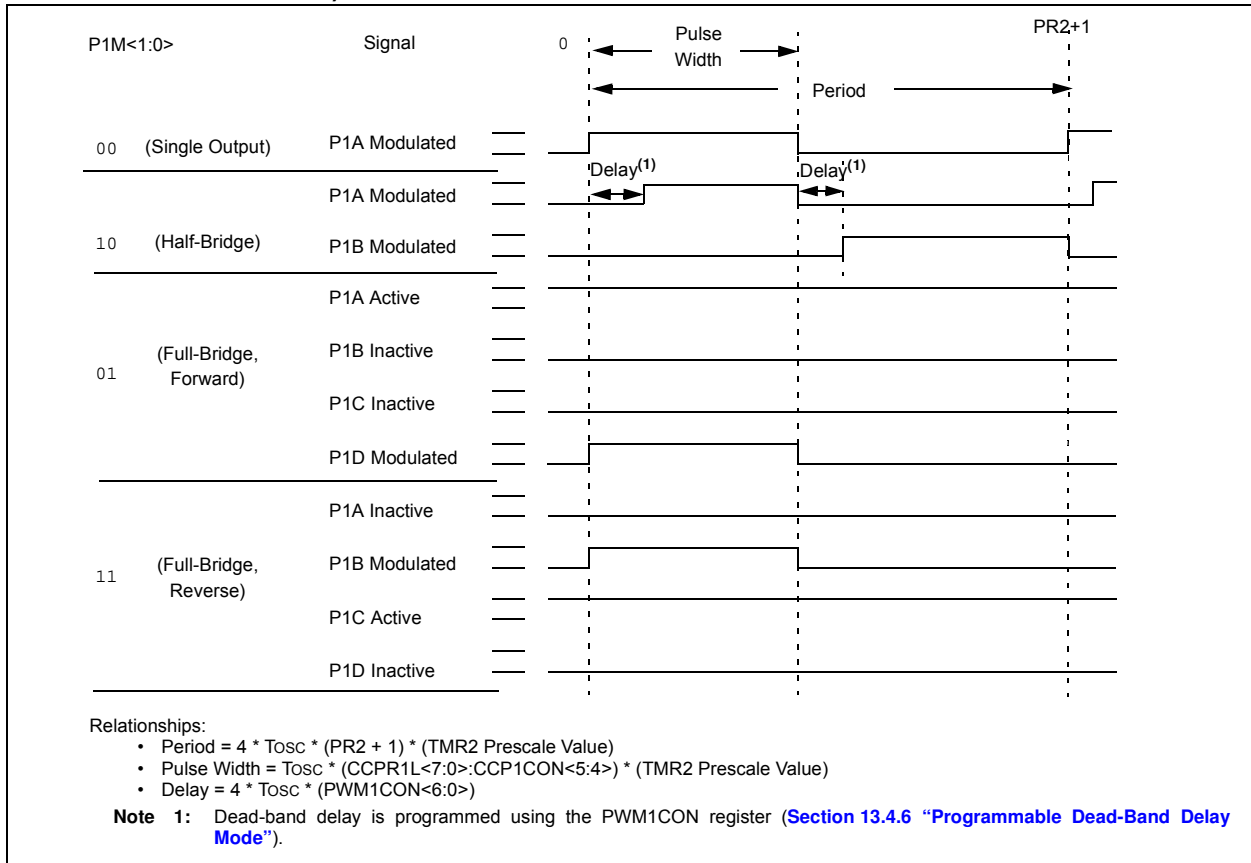 P1M<1:0> Signal 0 Pulse Width PR2+1
Period
00 (Single Output) P1A Modulated
Delay(1) Delay(1)
P1A Modulated
10 (Half-Bridge) P1B Modulated
P1A Active
(Full-Bridge, Forward) P1B Inactive
01
P1C Inactive
P1D Modulated
P1A Inactive
(Full-Bridge, Reverse) P1B Modulated
11
P1C Active
P1D Inactive
Relationships:
• Period = 4 * TOSC * (PR2 + 1) * (TMR2 Prescale Value)
• Pulse Width = TOSC * (CCPR1L<7:0>:CCP1CON<5:4>) * (TMR2 Prescale Value)
• Delay = 4 * TOSC * (PWM1CON<6:0>)
Note 1: Dead-band delay is programmed using the PWM1CON register (Section 13.4.6 “Programmable Dead-Band Delay
Mode”).